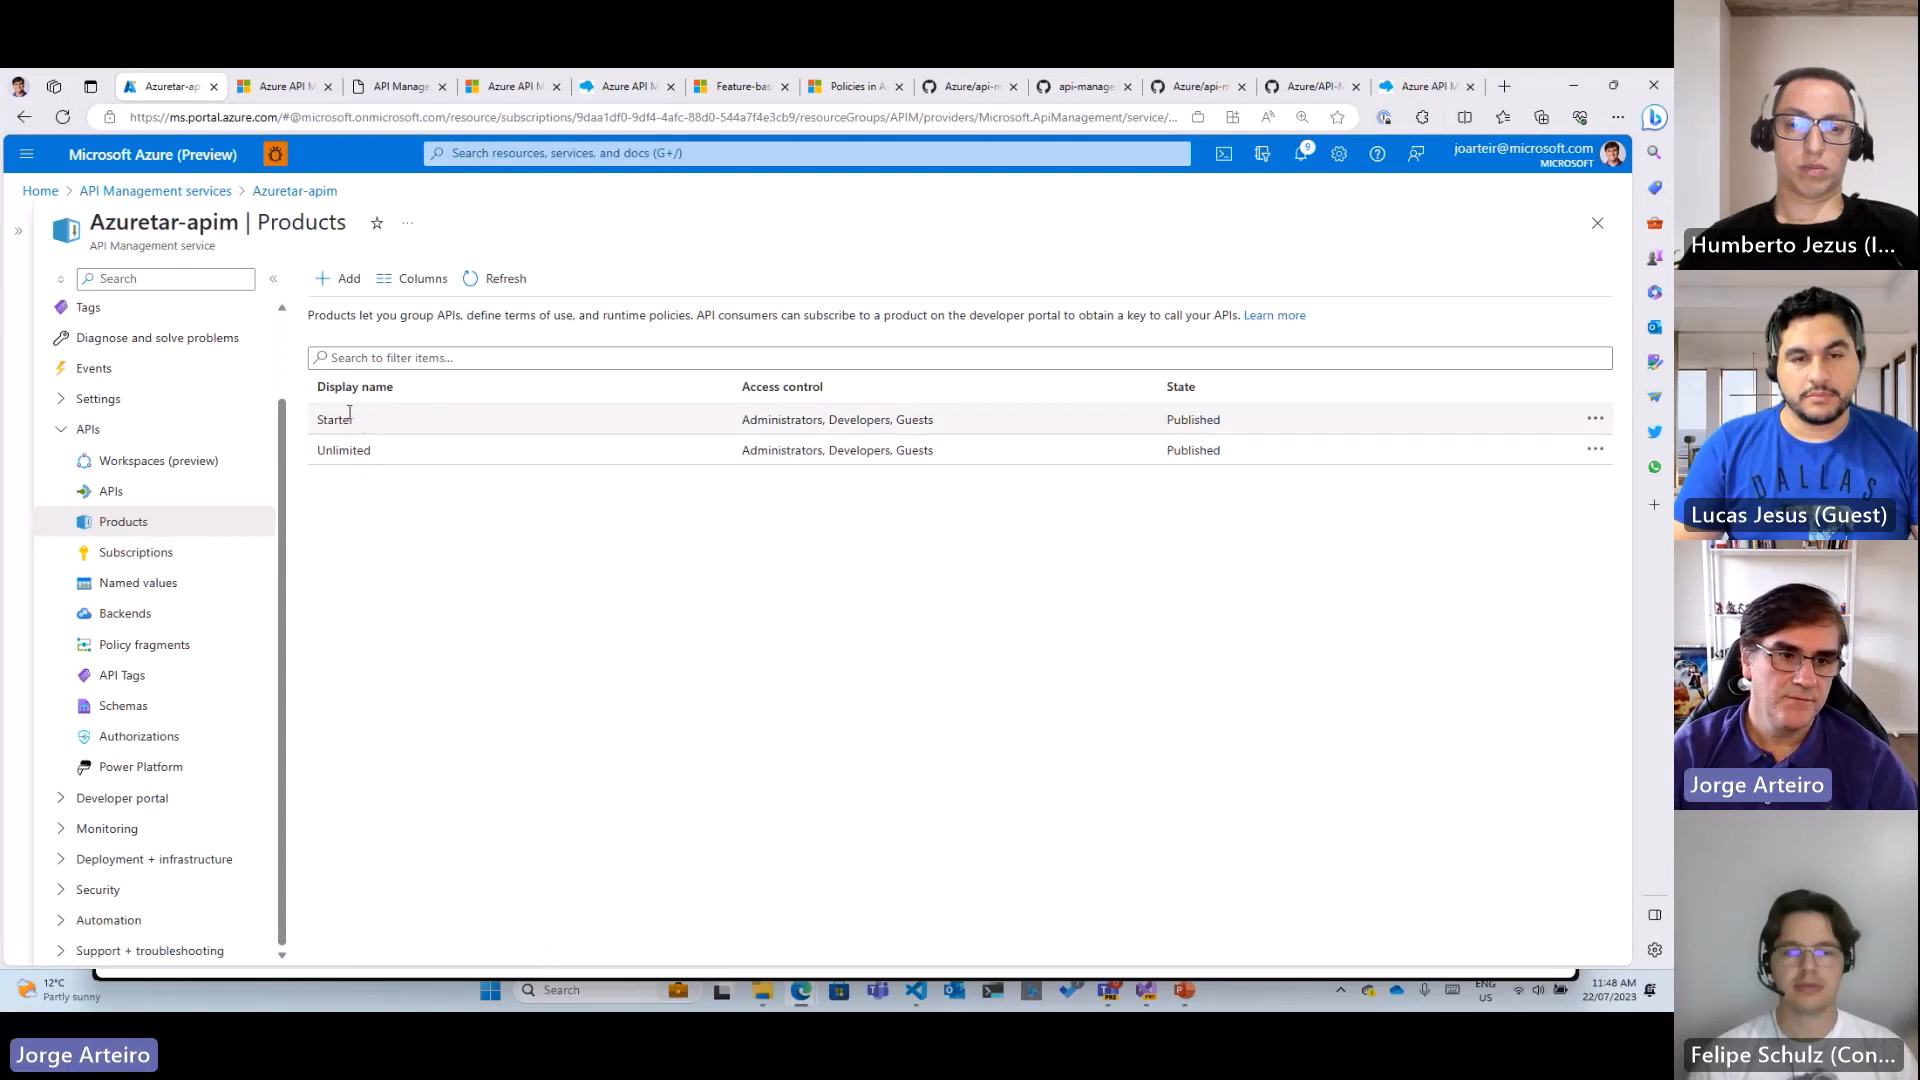 Azuretar-ap
Azure API M
API Manage
Azure API M
Azure API M
Feature-bas
Policies in A
Azure/api-m
api-manage
Azure/api-m
Azure/API-M
Azure API M
https://ms.portal.azure.com/#@microsoft.onmicrosoft.com/resource/subscriptions/9daa1df0-9df4-4afc-88d0-544a7f4e3cb9/resourceGroups/APIM/providers/Microsoft.ApiManagement/service/...
Microsoft Azure (Preview)
Search resources, services, and docs (G+/)
9
joarteir@microsoft.com
MICROSOFT
Home > API Management services > Azuretar-apim
Azuretar-apim | Products
API Management service
Search
Add
Columns
Refresh
Tags
Diagnose and solve problems
Events
Settings
APIs
Workspaces (preview)
APIs
Products
Subscriptions
Named values
Backends
Policy fragments
API Tags
Schemas
Authorizations
Power Platform
Developer portal
Monitoring
Deployment + infrastructure
Security
Automation
Support + troubleshooting
Products let you group APIs, define terms of use, and runtime policies. API consumers can subscribe to a product on the developer portal to obtain a key to call your APIs. Learn more
Search to filter items...
Display name Access control State
Starter Administrators, Developers, Guests Published
Unlimited Administrators, Developers, Guests Published
12°C
Partly sunny
Search
ENG
US
11:48 AM
22/07/2023
Humberto Jezus (I...
DALLAS
Lucas Jesus (Guest)
Jorge Arteiro
Felipe Schulz (Con...
Jorge Arteiro